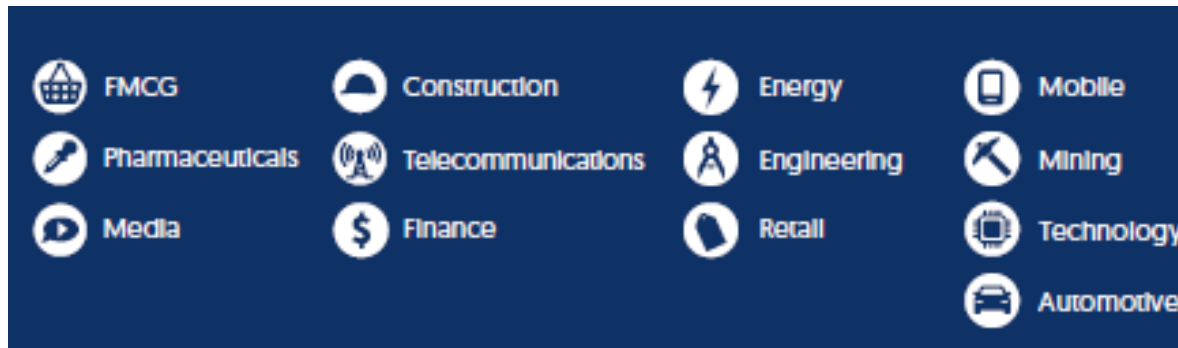 FMCG
Construction
Energy
Mobile
Pharmaceuticals
Telecommunications
Engineering
Mining
Media
Finance
Retail
Technology
Automotive